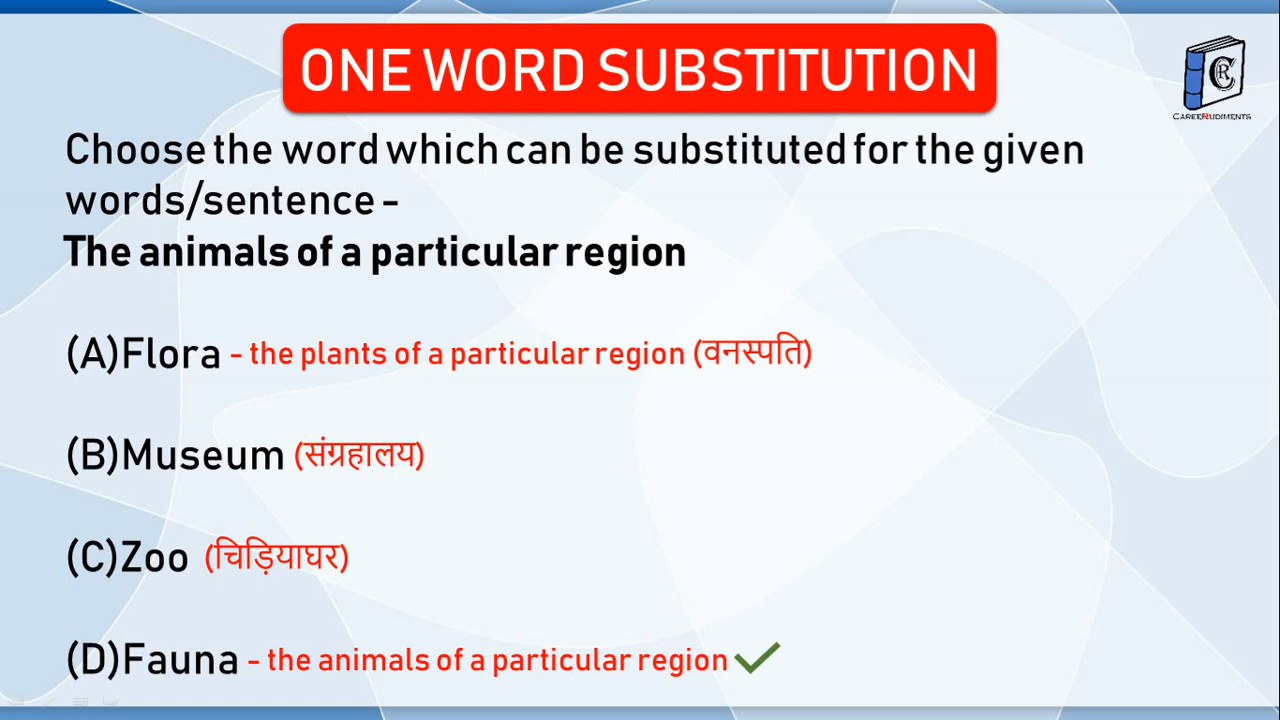 ONE WORD SUBSTITUTION
CR
CAREERUDIMENTS
Choose the word which can be substituted for the given
words/sentence -
The animals of a particular region
(A)Flora - the plants of a particular region (वनस्पति)
(B)Museum (संग्रहालय)
(C)Zoo (चिड़ियाघर)
(D)Fauna - the animals of a particular region